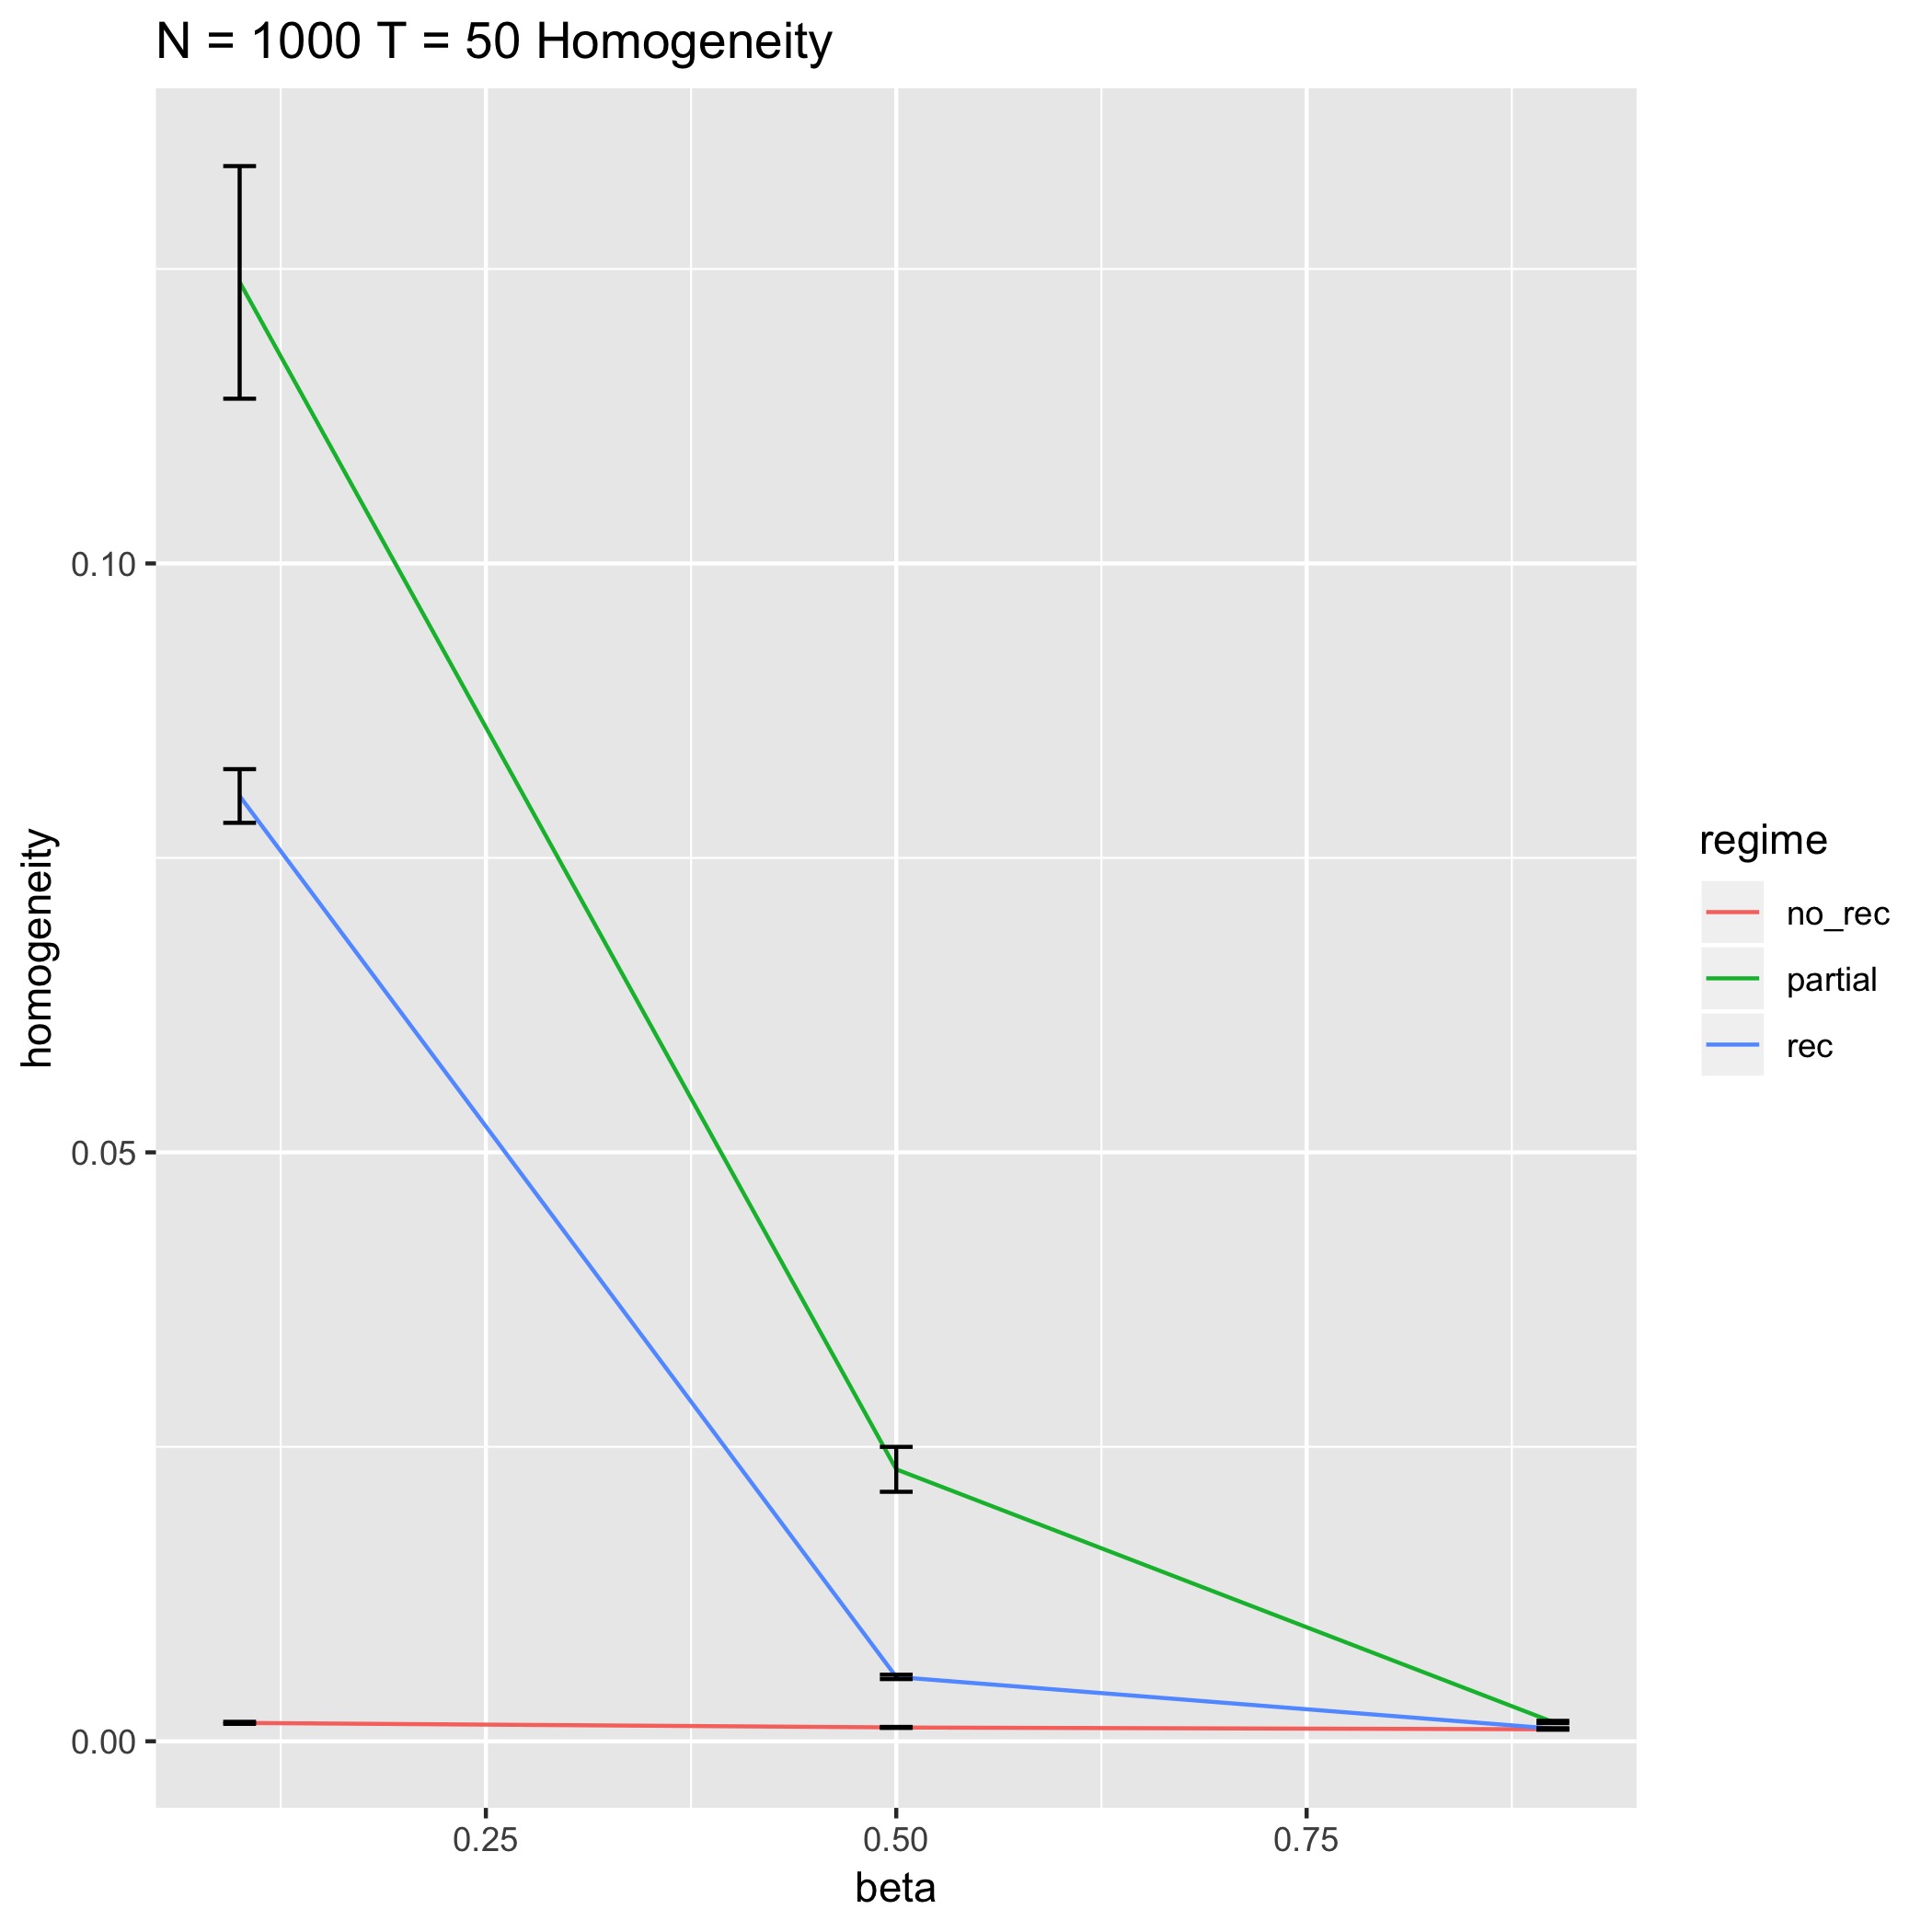 N = 1000 T = 50 Homogeneity
homogeneity
0.10
0.05
0.00
0.25
0.50
0.75
beta
regime
no_rec
partial
rec